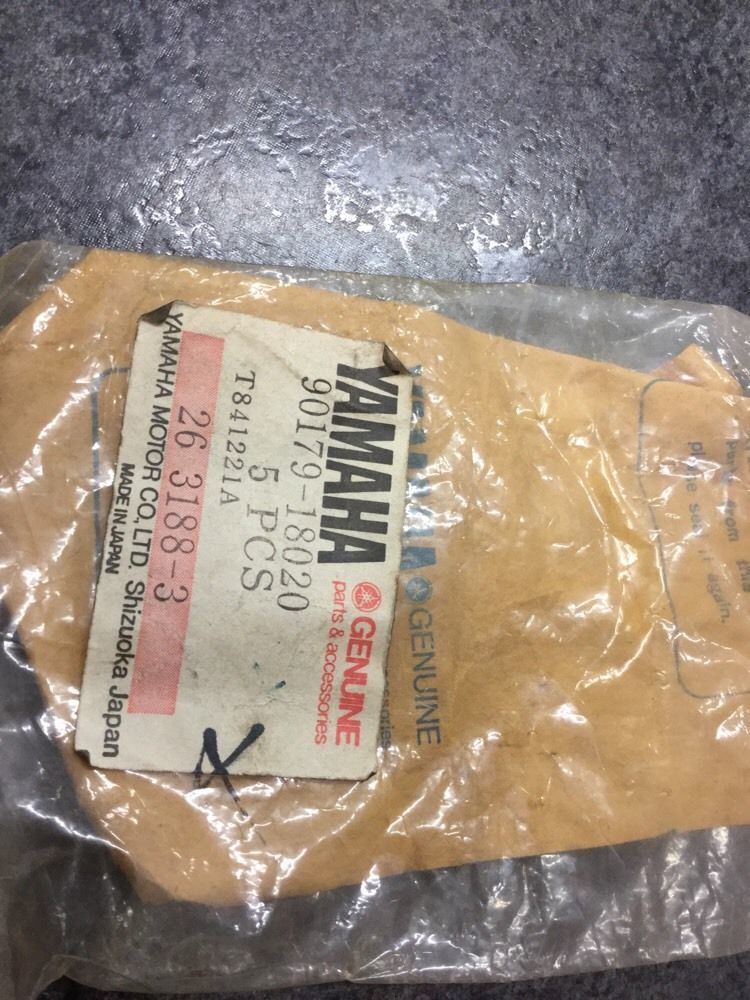 YAMAHA GENUINE
parts & accessories
90179-18020
5 PCS
T841221A
26 3188-3
YAMAHA MOTOR CO., LTD. Shizuoka Japan
MADE IN JAPAN
GENUINE
please seal it again.